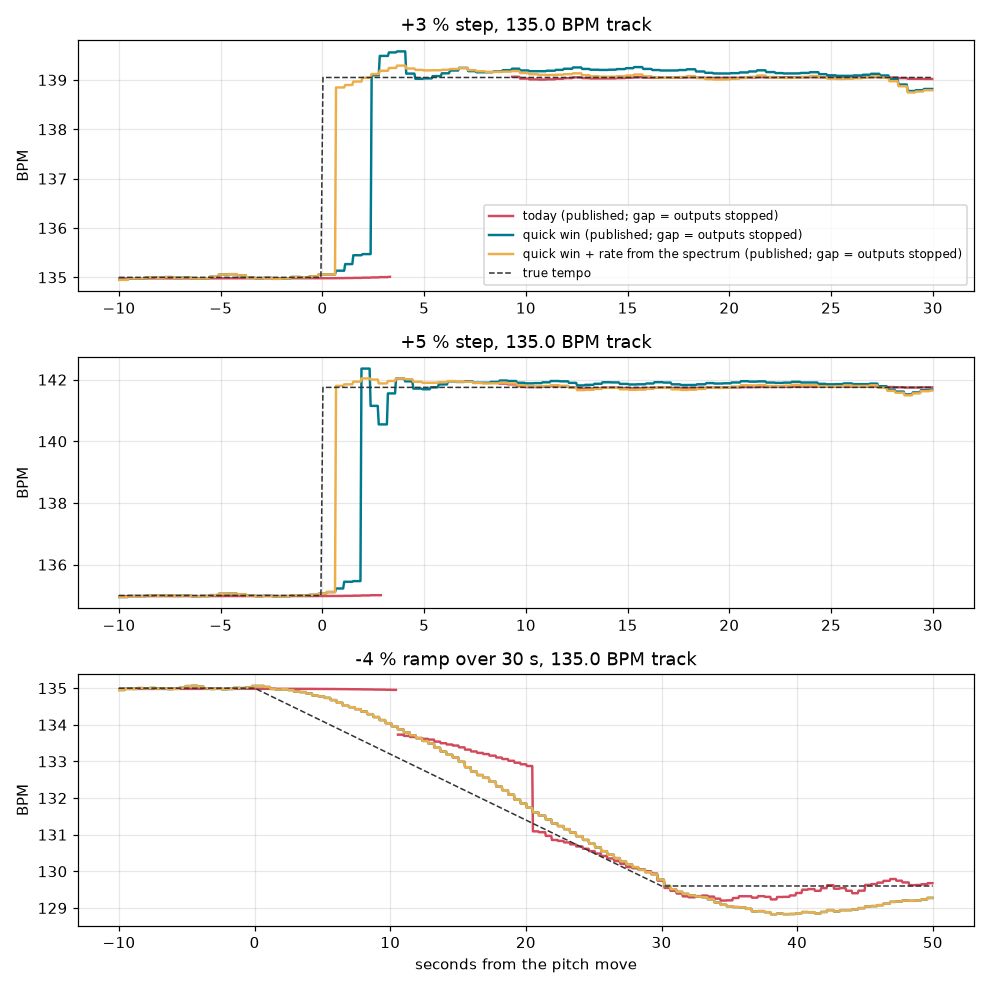 +3 % step, 135.0 BPM track
139
138
137
136
135
BPM
today (published; gap = outputs stopped)
quick win (published; gap = outputs stopped)
quick win + rate from the spectrum (published; gap = outputs stopped)
true tempo
−10 −5 0 5 10 15 20 25 30
+5 % step, 135.0 BPM track
142
140
138
136
BPM
−10 −5 0 5 10 15 20 25 30
-4 % ramp over 30 s, 135.0 BPM track
135
134
133
132
131
130
129
BPM
−10 0 10 20 30 40 50
seconds from the pitch move